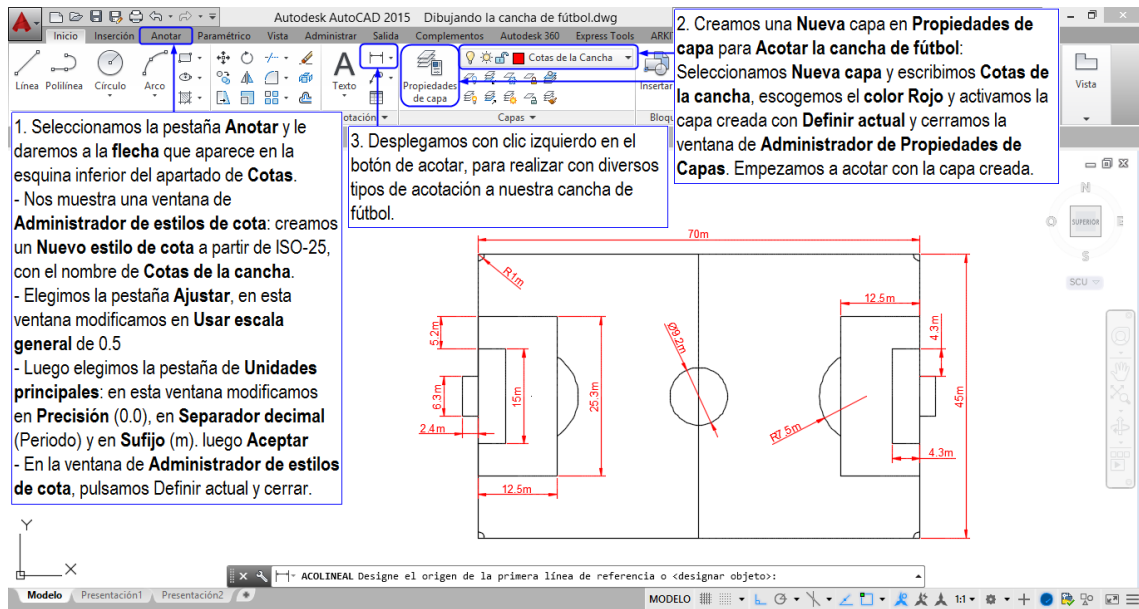 Autodesk AutoCAD 2015 Dibujando la cancha de fútbol.dwg
Inicio Inserción Anotar Paramétrico Vista Administrar Salida Complementos Autodesk 360 Express Tools ARKI
Línea Polilínea Círculo Arco
Texto
Propiedades de capa
Cotas de la Cancha
Insertar
Vista
otación
Capas
Bloqu
1. Seleccionamos la pestaña Anotar y le
daremos a la flecha que aparece en la
esquina inferior del apartado de Cotas.
- Nos muestra una ventana de
Administrador de estilos de cota: creamos
un Nuevo estilo de cota a partir de ISO-25,
con el nombre de Cotas de la cancha.
- Elegimos la pestaña Ajustar, en esta
ventana modificamos en Usar escala
general de 0.5
- Luego elegimos la pestaña de Unidades
principales: en esta ventana modificamos
en Precisión (0.0), en Separador decimal
(Periodo) y en Sufijo (m). luego Aceptar
- En la ventana de Administrador de estilos
de cota, pulsamos Definir actual y cerrar.
3. Desplegamos con clic izquierdo en el
botón de acotar, para realizar con diversos
tipos de acotación a nuestra cancha de
fútbol.
2. Creamos una Nueva capa en Propiedades de
capa para Acotar la cancha de fútbol:
Seleccionamos Nueva capa y escribimos Cotas de
la cancha, escogemos el color Rojo y activamos la
capa creada con Definir actual y cerramos la
ventana de Administrador de Propiedades de
Capas. Empezamos a acotar con la capa creada.
N
O
SUPERIOR
E
S
SCU
70m
R1m
12.5m
5.2m
4.3m
Ø9.2m
6.3m
15m
25.3m
45m
2.4m
R7.5m
4.3m
12.5m
Y
X
ACOLINEAL Designe el origen de la primera línea de referencia o <designar objeto>:
Modelo Presentación1 Presentación2
MODELO
1:1